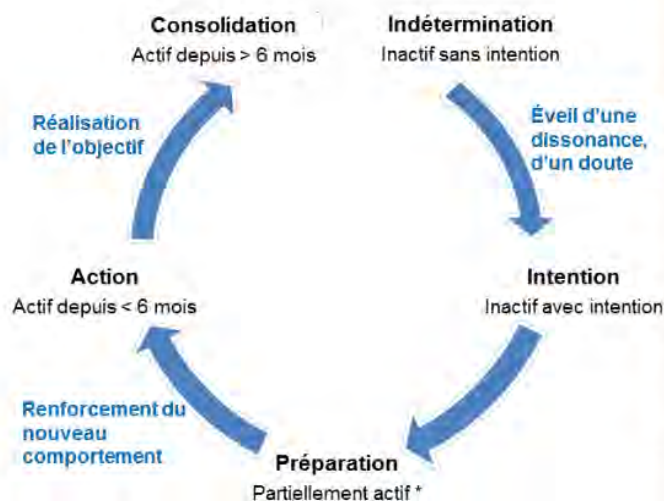 Consolidation
Actif depuis > 6 mois
Indétermination
Inactif sans intention
Éveil d'une
dissonance,
d'un doute
Intention
Inactif avec intention
Préparation
Partiellement actif *
Renforcement du
nouveau
comportement
Action
Actif depuis < 6 mois
Réalisation
de l'objectif